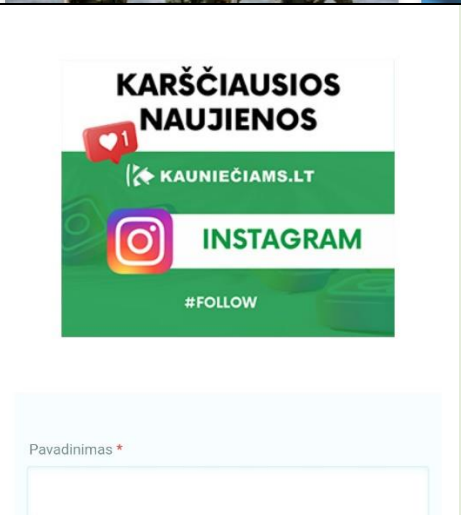 KARŠČIAUSIOS
NAUJIENOS
1
KAUNIEČIAMS.LT
INSTAGRAM
#FOLLOW
Pavadinimas *